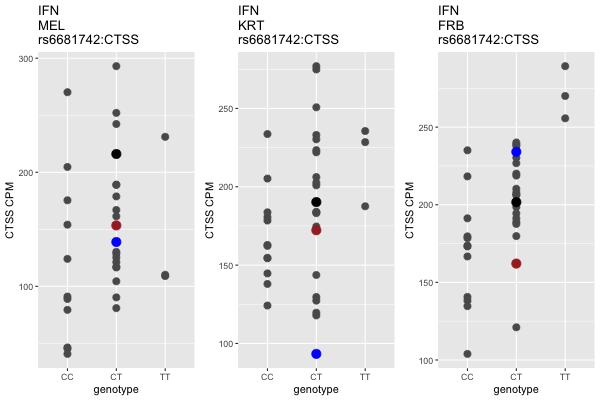 IFN
MEL
rs6681742:CTSS
300
200
100
CTSS CPM
CC CT TT
genotype
IFN
KRT
rs6681742:CTSS
250
200
150
100
CTSS CPM
CC CT TT
genotype
IFN
FRB
rs6681742:CTSS
250
200
150
100
CTSS CPM
CC CT TT
genotype